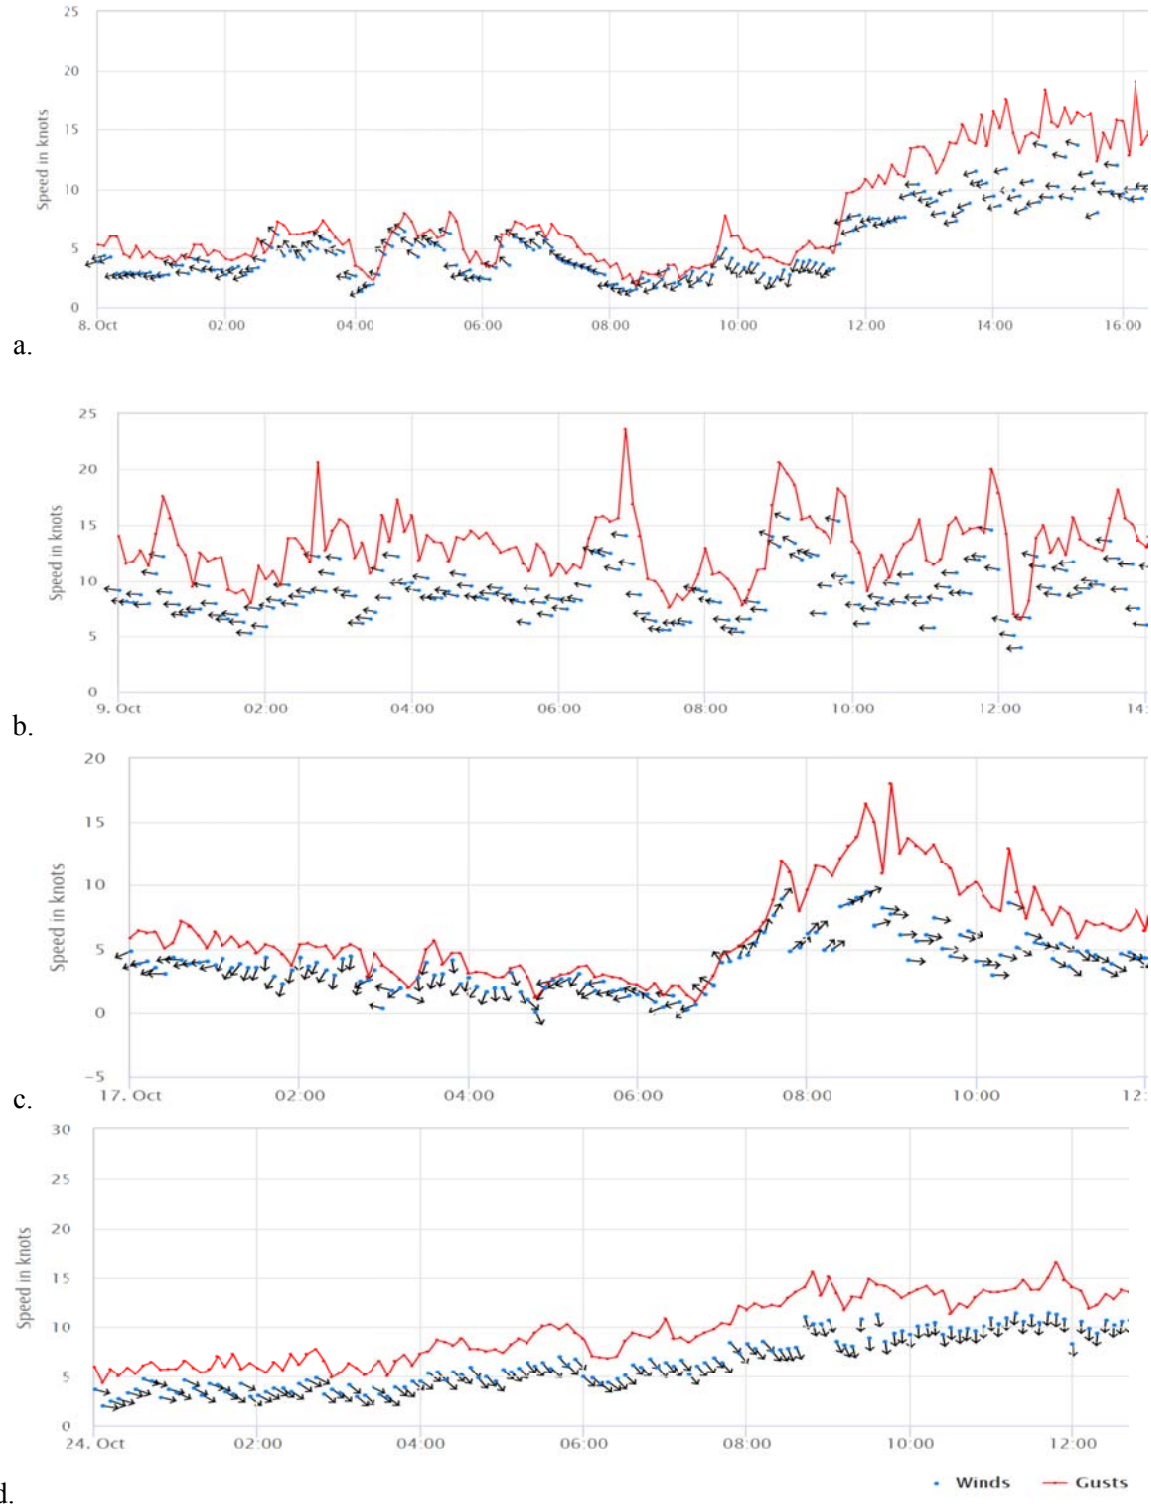 25
20
15
10
5
0
Speed in knots
8. Oct 02:00 04:00 06:00 08:00 10:00 12:00 14:00 16:00
a.
25
20
15
10
5
0
Speed in knots
9. Oct 02:00 04:00 06:00 08:00 10:00 12:00 14:
b.
20
15
10
5
0
-5
Speed in knots
17. Oct 02:00 04:00 06:00 08:00 10:00 12:
c.
30
25
20
15
10
5
0
Speed in knots
24. Oct 02:00 04:00 06:00 08:00 10:00 12:00
Winds Gusts
d.